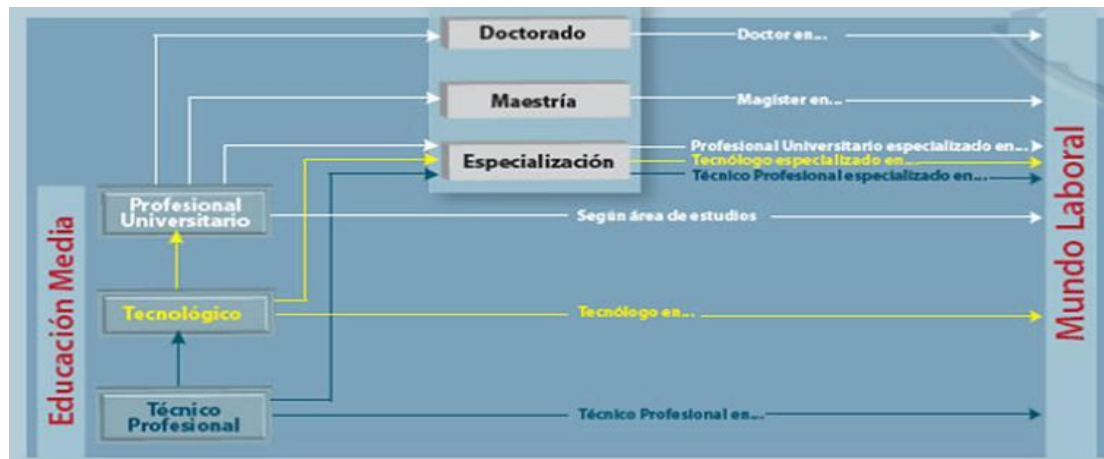 Doctorado
Doctor en...
Maestría
Magíster en...
Especialización
Profesional Universitario especializado en...
Tecnólogo especializado en...
Técnico Profesional especializado en...
Profesional
Universitario
Según área de estudios
Tecnológico
Tecnólogo en...
Técnico
Profesional
Técnico Profesional en...
Educación Media
Mundo Laboral